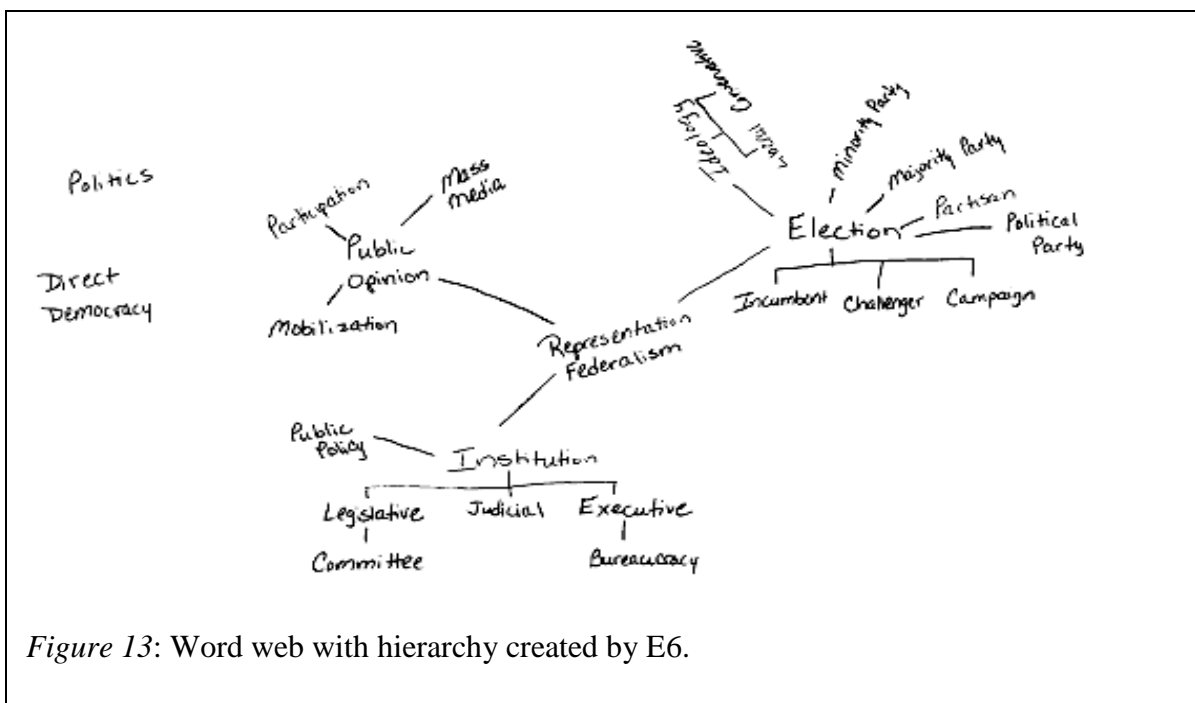 Politics
Direct
Democracy
Participation
Mass
media
Public
Opinion
Mobilization
Conservative
Liberal
Ideology
Minority Party
Majority Party
Partisan
Political
Party
Election
Incumbent
Challenger
Campaign
Representation
Federalism
Public
Policy
Institution
Legislative
Judicial
Executive
Committee
Bureaucracy
Figure 13: Word web with hierarchy created by E6.